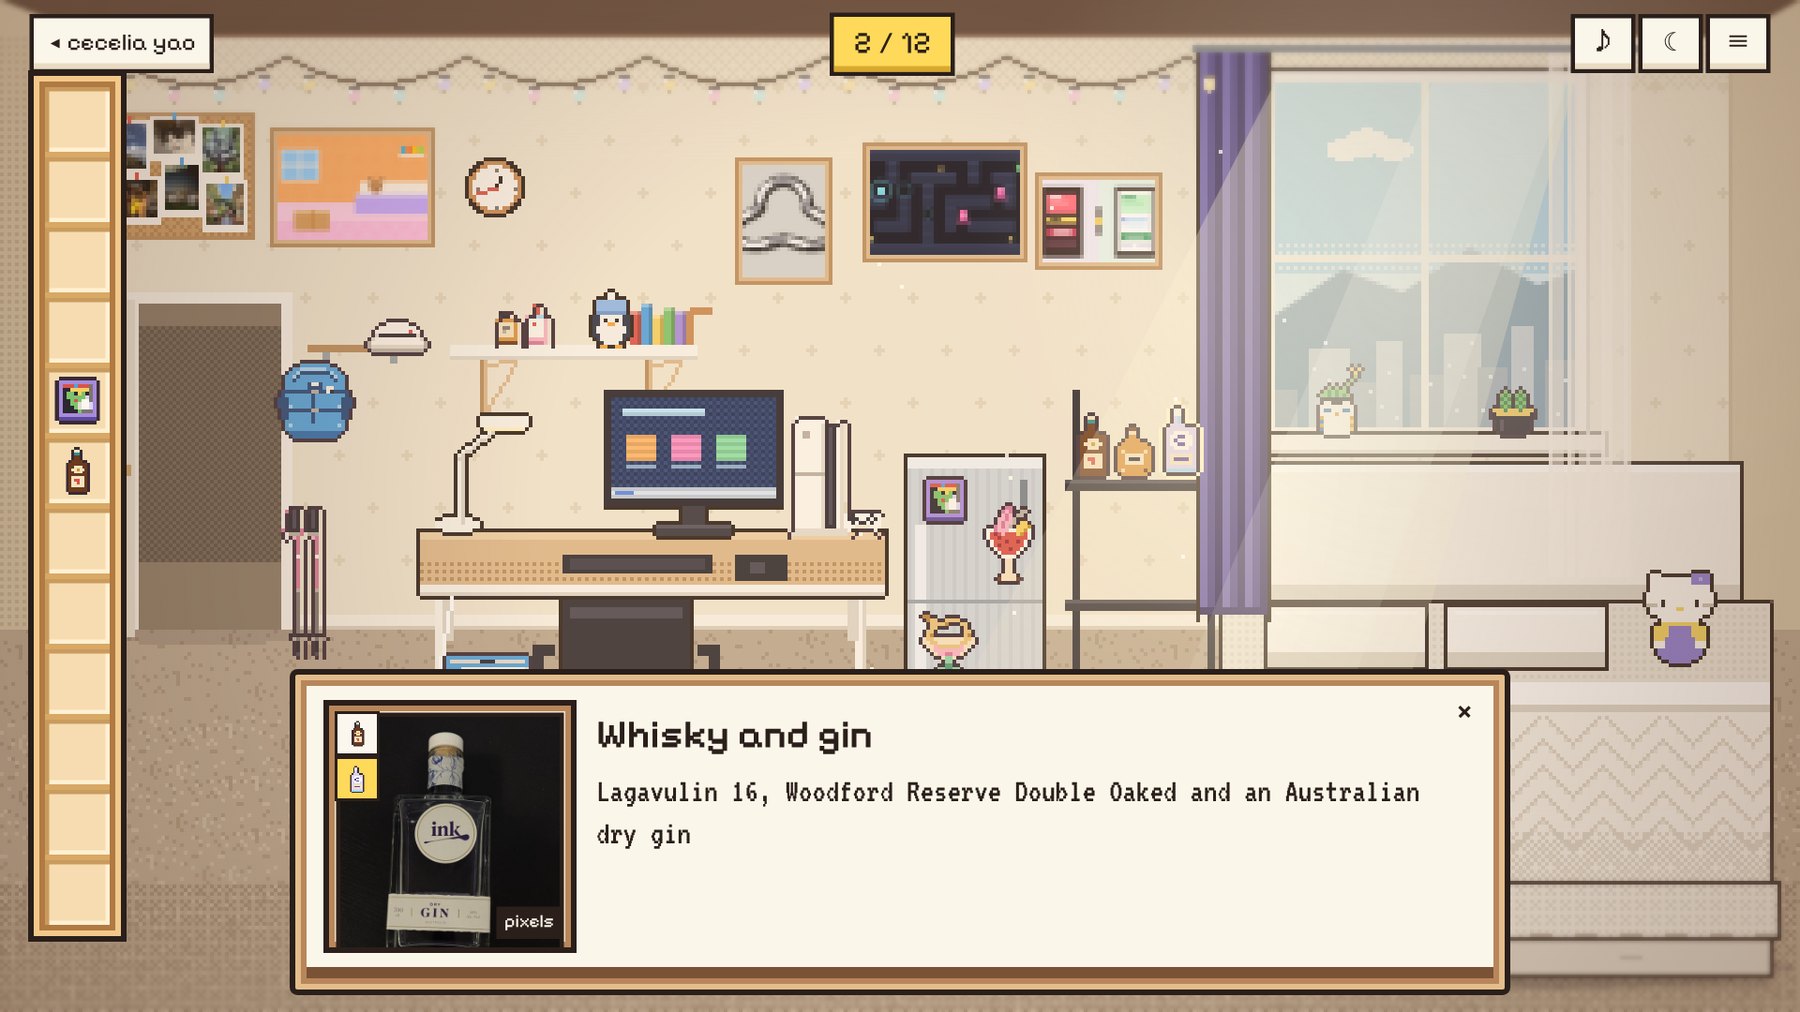 ◂ cecelia yao
2 / 12
Whisky and gin
Lagavulin 16, Woodford Reserve Double Oaked and an Australian
dry gin
ink
DRY
GIN
pixels